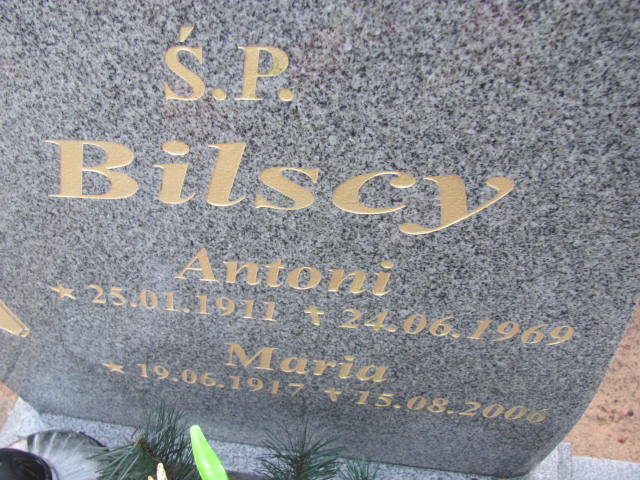 Ś.P.
Bilscy
Antoni
★ 25.01.1911 ✝ 24.06.1969
Maria
★ 19.06.1917 ✝ 15.08.2006